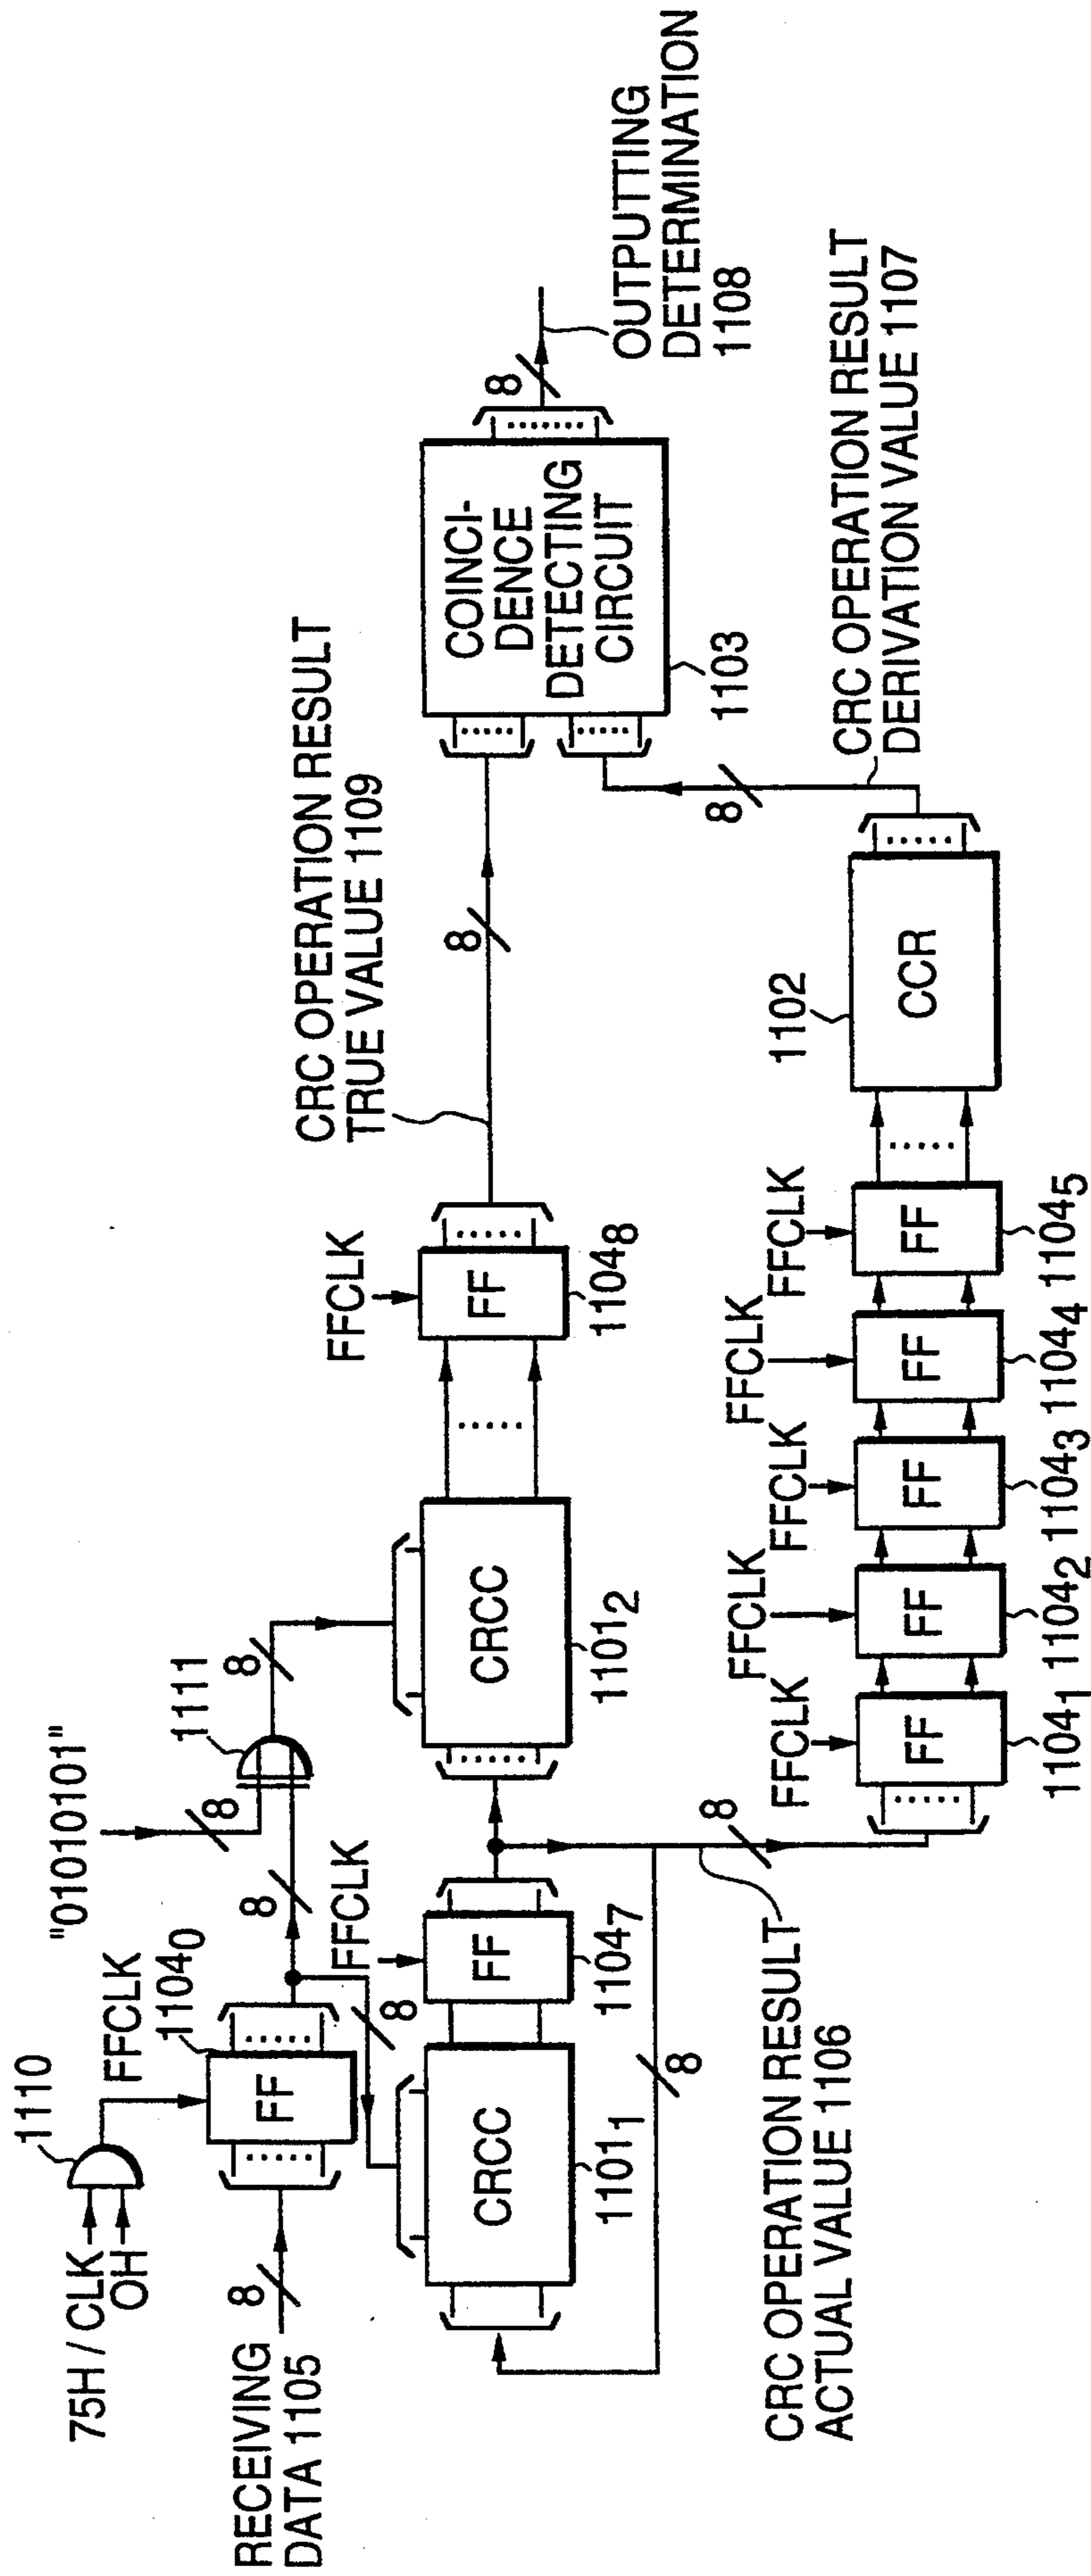 75H / CLK
OH
1110
FFCLK
1104₀
FF
RECEIVING
DATA 1105
8
"01010101"
8
8
1111
8
8
CRCC
1101₁
FFCLK
FF
1104₇
8
CRC OPERATION RESULT
ACTUAL VALUE 1106
8
CRCC
1101₂
FFCLK
FF
1104₈
CRC OPERATION RESULT
TRUE VALUE 1109
8
COINCI-
DENCE
DETECTING
CIRCUIT
1103
8
OUTPUTTING
DETERMINATION
1108
FFCLK
FF
1104₁
FFCLK
FF
1104₂
FFCLK
FF
1104₃
FFCLK
FF
1104₄
FFCLK
FF
1104₅
1102
CCR
8
CRC OPERATION RESULT
DERIVATION VALUE 1107